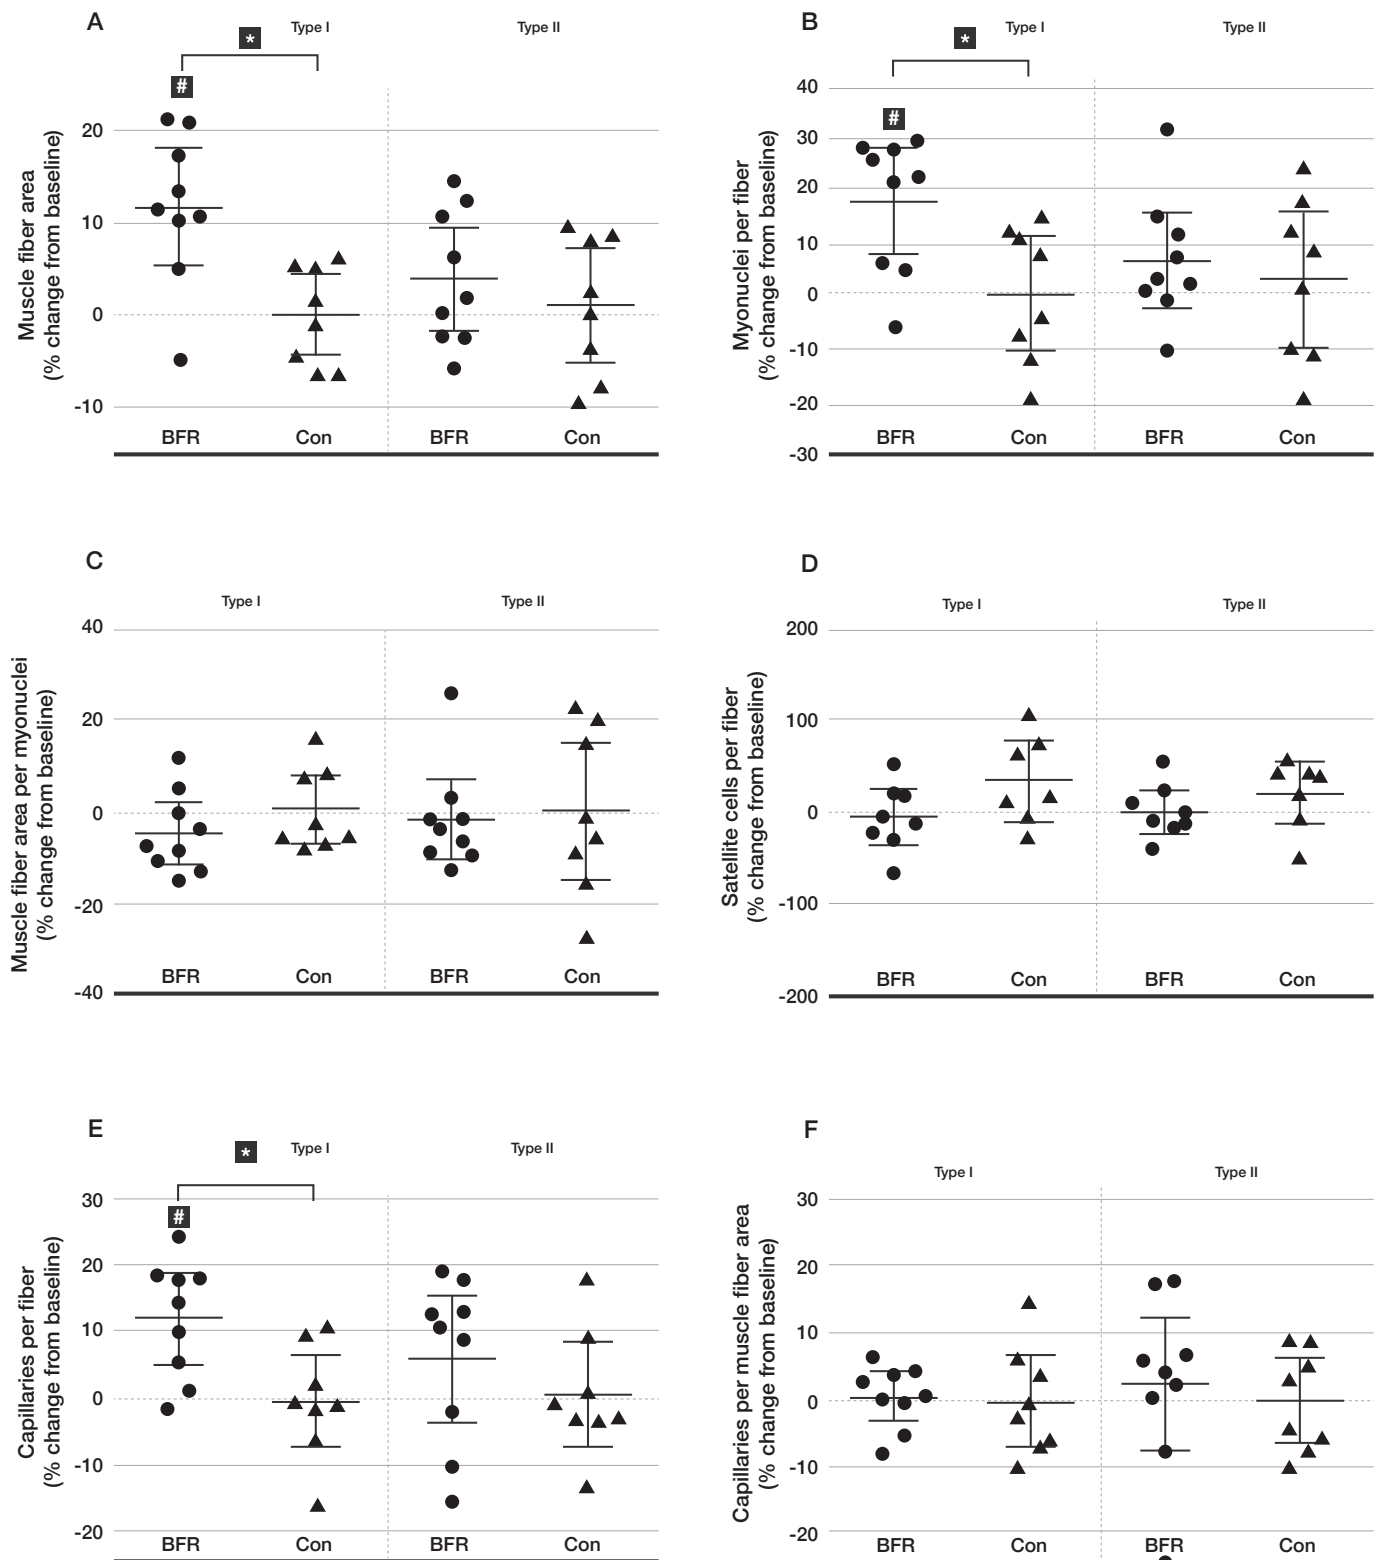 A
Type I
Type II
*
#
Muscle fiber area
(% change from baseline)
20
10
0
-10
BFR
Con
BFR
Con
B
Type I
Type II
*
#
Myonuclei per fiber
(% change from baseline)
40
30
20
10
0
-10
-20
-30
BFR
Con
BFR
Con
C
Type I
Type II
Muscle fiber area per myonuclei
(% change from baseline)
40
20
0
-20
-40
BFR
Con
BFR
Con
D
Type I
Type II
Satellite cells per fiber
(% change from baseline)
200
100
0
-100
-200
BFR
Con
BFR
Con
E
Type I
Type II
*
#
Capillaries per fiber
(% change from baseline)
30
20
10
0
-10
-20
BFR
Con
BFR
Con
F
Type I
Type II
Capillaries per muscle fiber area
(% change from baseline)
30
20
10
0
-10
-20
BFR
Con
BFR
Con